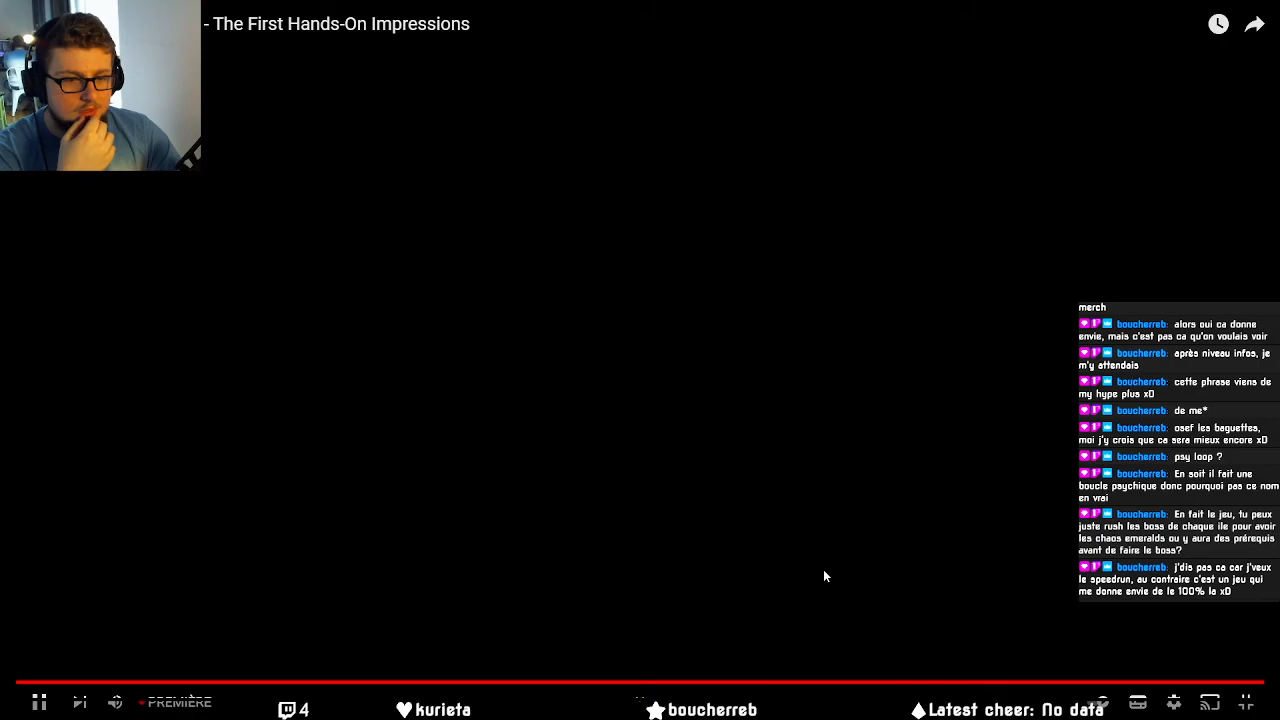 - The First Hands-On Impressions
merch
boucherreb: alors oui ca donne
envie, mais c'est pas ca qu'on voulais voir
boucherreb: après niveau infos, je
m'y attendais
boucherreb: cette phrase viens de
my hype plus xD
boucherreb: de me*
boucherreb: osef les baguettes,
moi j'y crois que ca sera mieux encore xD
boucherreb: psy loop ?
boucherreb: En soit il fait une
boucle psychique donc pourquoi pas ce nom
en vrai
boucherreb: En fait le jeu, tu peux
juste rush les boss de chaque ile pour avoir
les chaos emeralds ou y aura des prérequis
avant de faire le boss?
boucherreb: j'dis pas ca car j'veux
le speedrun, au contraire c'est un jeu qui
me donne envie de le 100% la xD
PREMIÈRE
4 kurieta boucherreb Latest cheer: No data